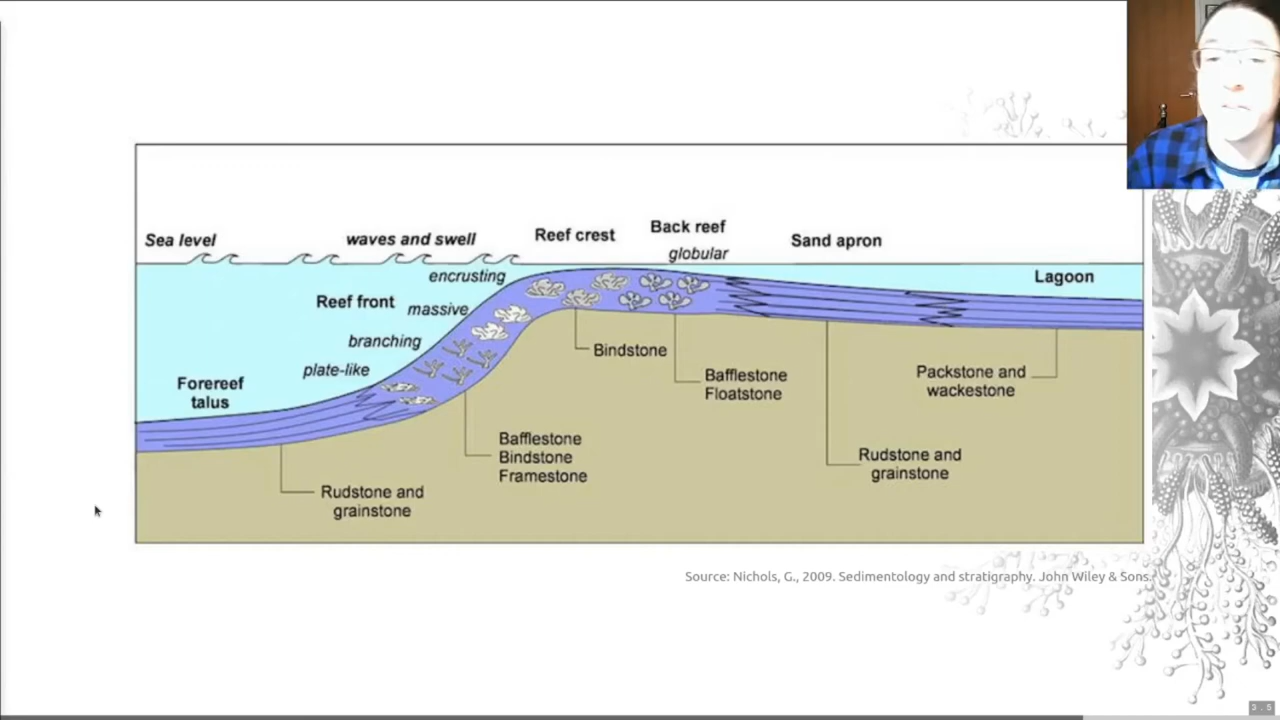 Sea level
waves and swell
Reef crest
Back reef
globular
Sand apron
encrusting
Lagoon
Reef front
massive
branching
plate-like
Forereef
talus
Bindstone
Bafflestone
Floatstone
Packstone and
wackestone
Bafflestone
Bindstone
Framestone
Rudstone and
grainstone
Rudstone and
grainstone
Source: Nichols, G., 2009. Sedimentology and stratigraphy. John Wiley & Sons.
3.5